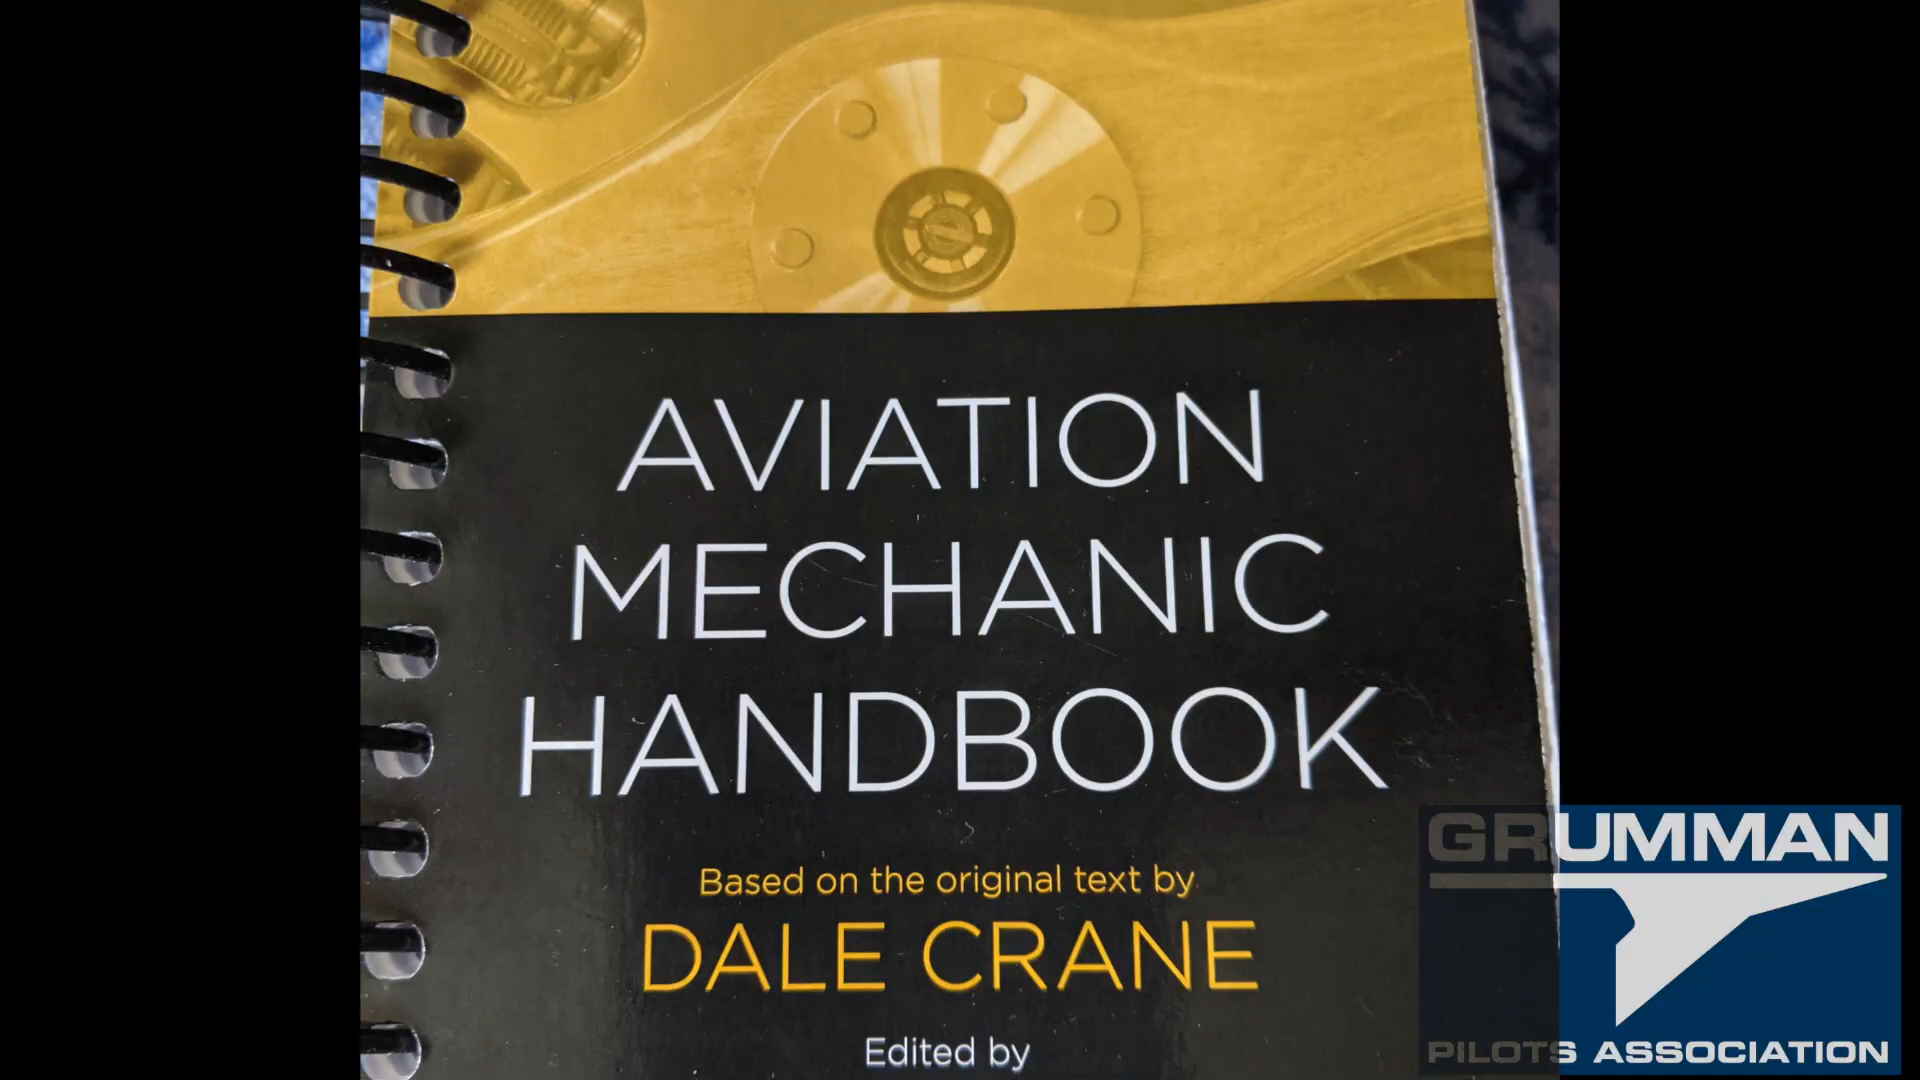 AVIATION
MECHANIC
HANDBOOK
Based on the original text by
DALE CRANE
Edited by
GRUMMAN
PILOTS ASSOCIATION